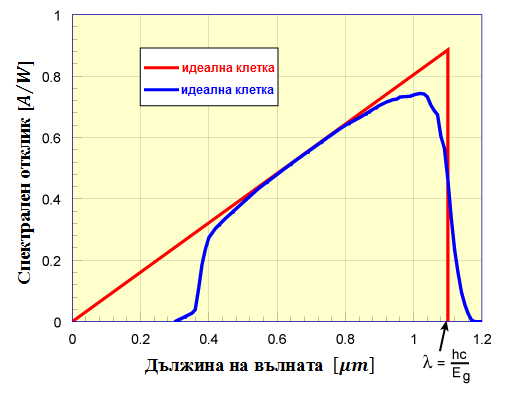 1
0.8
0.6
0.4
0.2
0
Спектрален отклик [A/W]
идеална клетка
идеална клетка
0 0.2 0.4 0.6 0.8 1 1.2
Дължина на вълната [μm]
λ = hc
Eg